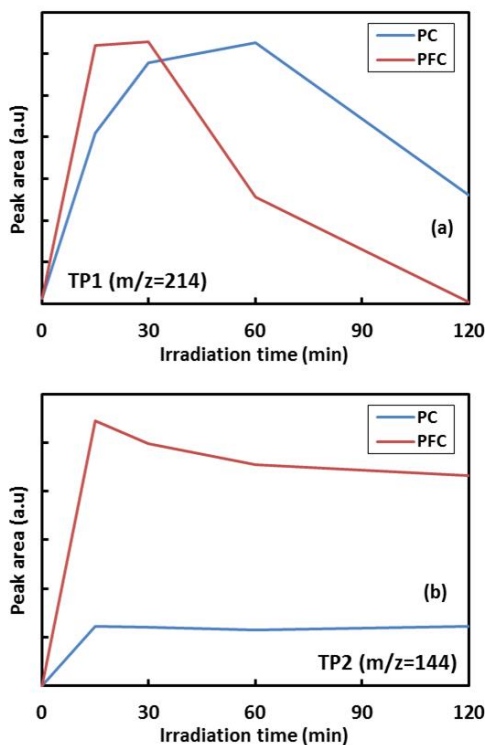 Peak area (a.u)
PC
PFC
(a)
TP1 (m/z=214)
0 30 60 90 120
Irradiation time (min)
Peak area (a.u)
PC
PFC
(b)
TP2 (m/z=144)
0 30 60 90 120
Irradiation time (min)